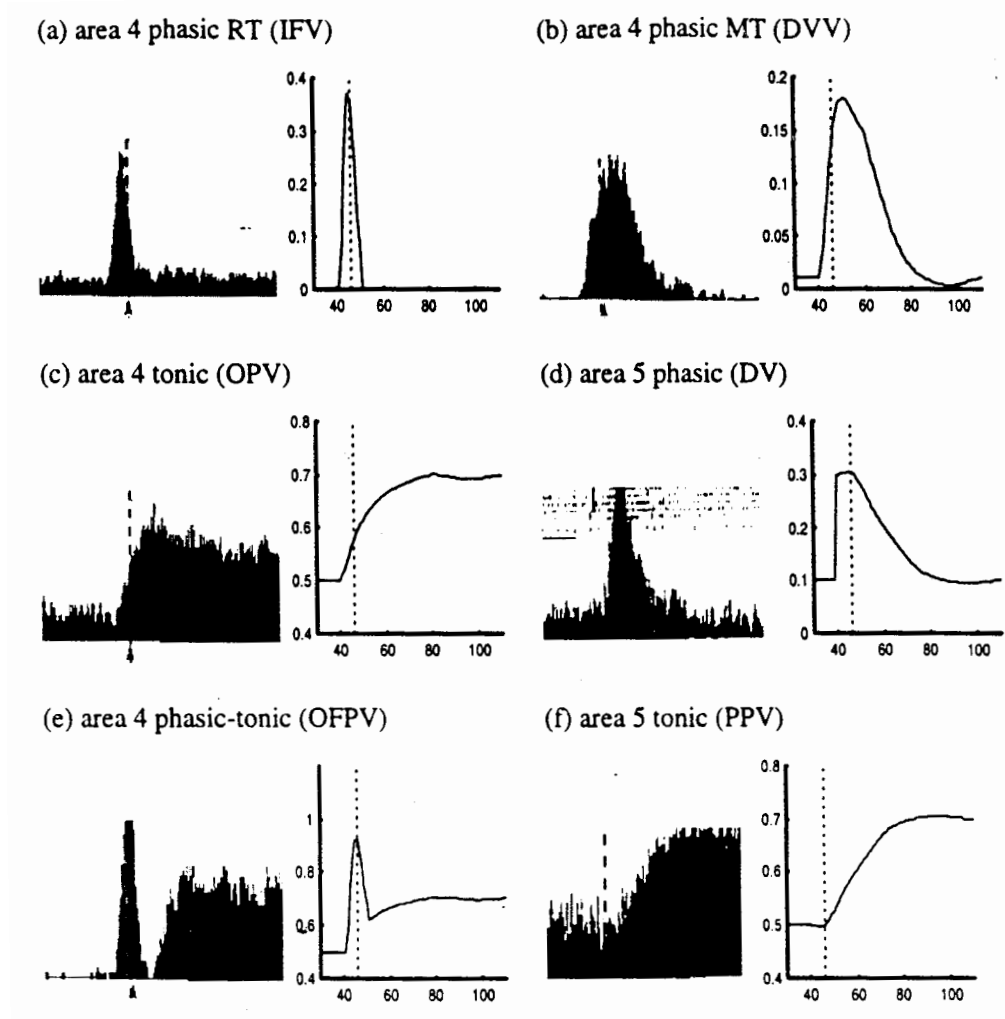 (a) area 4 phasic RT (IFV)
(b) area 4 phasic MT (DVV)
0.4
0.3
0.2
0.1
0
40 60 80 100
0.2
0.15
0.1
0.05
0
40 60 80 100
(c) area 4 tonic (OPV)
(d) area 5 phasic (DV)
0.8
0.7
0.6
0.5
0.4
40 60 80 100
0.4
0.3
0.2
0.1
0
40 60 80 100
(e) area 4 phasic-tonic (OFPV)
(f) area 5 tonic (PPV)
1
0.8
0.6
0.4
40 60 80 100
0.8
0.7
0.6
0.5
0.4
40 60 80 100